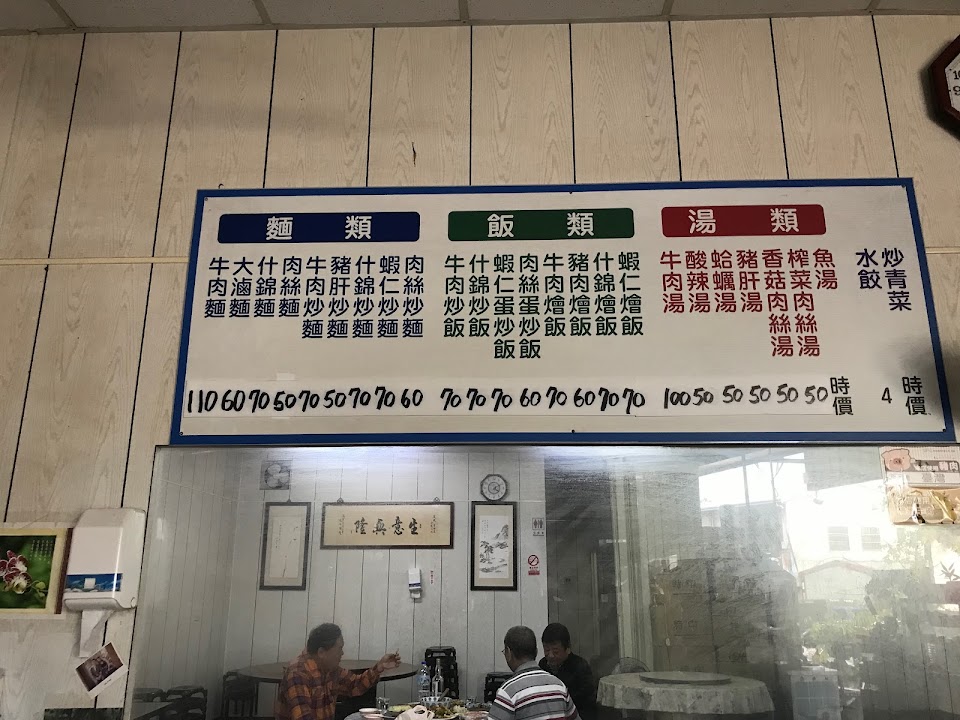 麵類
牛肉麵
大滷麵
什錦麵
肉絲麵
牛肉炒麵
豬肝炒麵
什錦炒麵
蝦仁炒麵
肉絲炒麵
110 60 70 50 70 50 70 70 60
飯類
牛肉炒飯
什錦炒飯
蝦仁蛋炒飯
肉絲蛋炒飯
牛肉燴飯
豬肉燴飯
什錦燴飯
蝦仁燴飯
70 70 70 60 70 60 70 70
湯類
牛肉湯
酸辣湯
蛤蠣湯
豬肝湯
香菇肉絲湯
榨菜肉絲湯
魚湯
100 50 50 50 50 50 時價
水餃
炒青菜
4 時價
生意興隆
豬肉